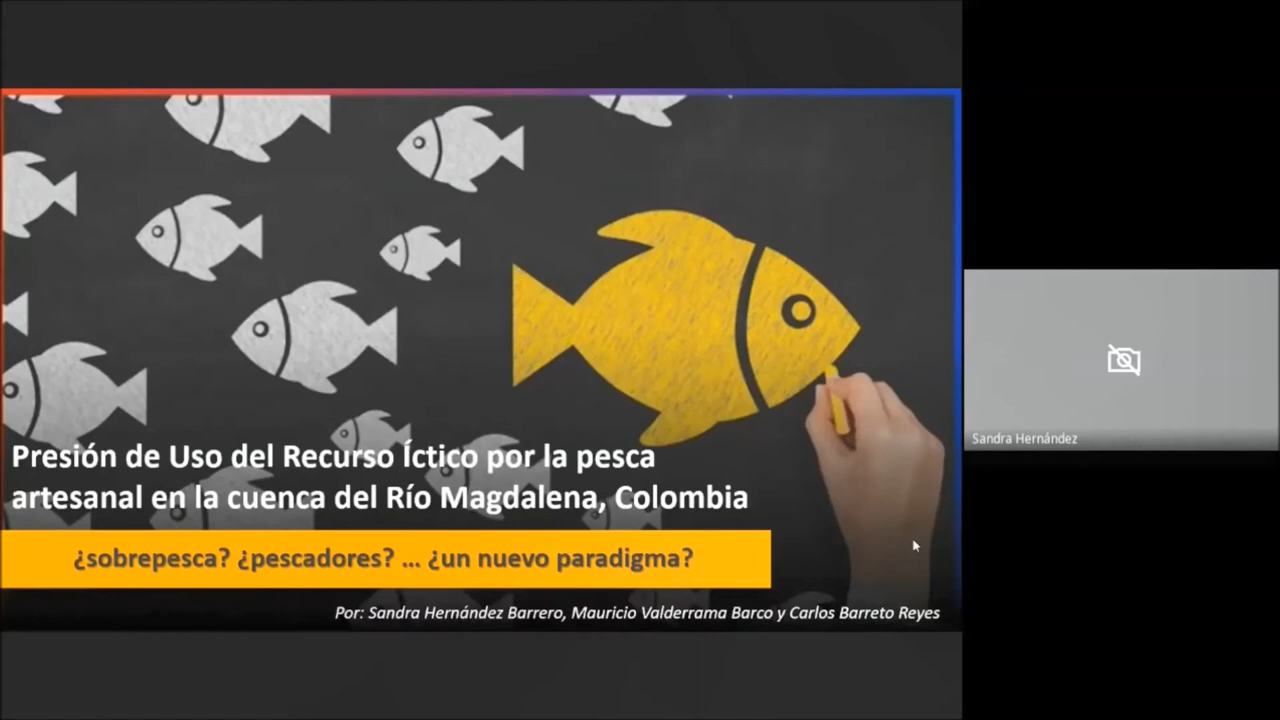 Presión de Uso del Recurso Íctico por la pesca
artesanal en la cuenca del Río Magdalena, Colombia
¿sobrepesca? ¿pescadores? ... ¿un nuevo paradigma?
Por: Sandra Hernández Barrero, Mauricio Valderrama Barco y Carlos Barreto Reyes
Sandra Hernández